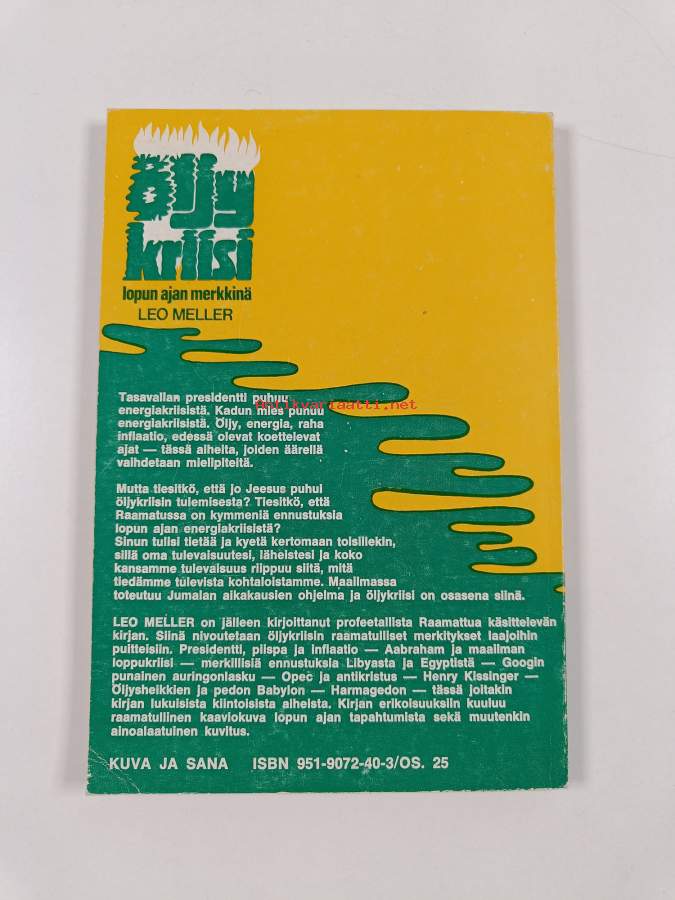 öljy
kriisi
lopun ajan merkkinä
LEO MELLER
Tasavallan presidentti puhuu
Antikvariaatti.net
energiakriisistä. Kadun mies puhuu
energiakriisistä. Öljy, energia, raha
inflaatio, edessä olevat koettelevat
ajat — tässä aiheita, joiden äärellä
vaihdetaan mielipiteitä.
Mutta tiesitkö, että jo Jeesus puhui
öljykriisin tulemisesta? Tiesitkö, että
Raamatussa on kymmeniä ennustuksia
lopun ajan energiakriisistä?
Sinun tulisi tietää ja kyetä kertomaan toisillekin,
sillä oma tulevaisuutesi, läheistesi ja koko
kansamme tulevaisuus riippuu siitä, mitä
tiedämme tulevista kohtaloistamme. Maailmassa
toteutuu Jumalan aikakausien ohjelma ja öljykriisi on osasena siinä.
LEO MELLER on jälleen kirjoittanut profeetallista Raamattua käsittelevän
kirjan. Siinä nivoutetaan öljykriisin raamatulliset merkitykset laajoihin
puitteisiin. Presidentti, piispa ja inflaatio — Aabraham ja maailman
loppukriisi — merkillisiä ennustuksia Libyasta ja Egyptistä — Googin
punainen auringonlasku — Opec ja antikristus — Henry Kissinger —
Öljysheikkien ja pedon Babylon — Harmagedon — tässä joitakin
kirjan lukuisista kiintoisista aiheista. Kirjan erikoisuuksiin kuuluu
raamatullinen kaaviokuva lopun ajan tapahtumista sekä muutenkin
ainoalaatuinen kuvitus.
KUVA JA SANA ISBN 951-9072-40-3/OS. 25